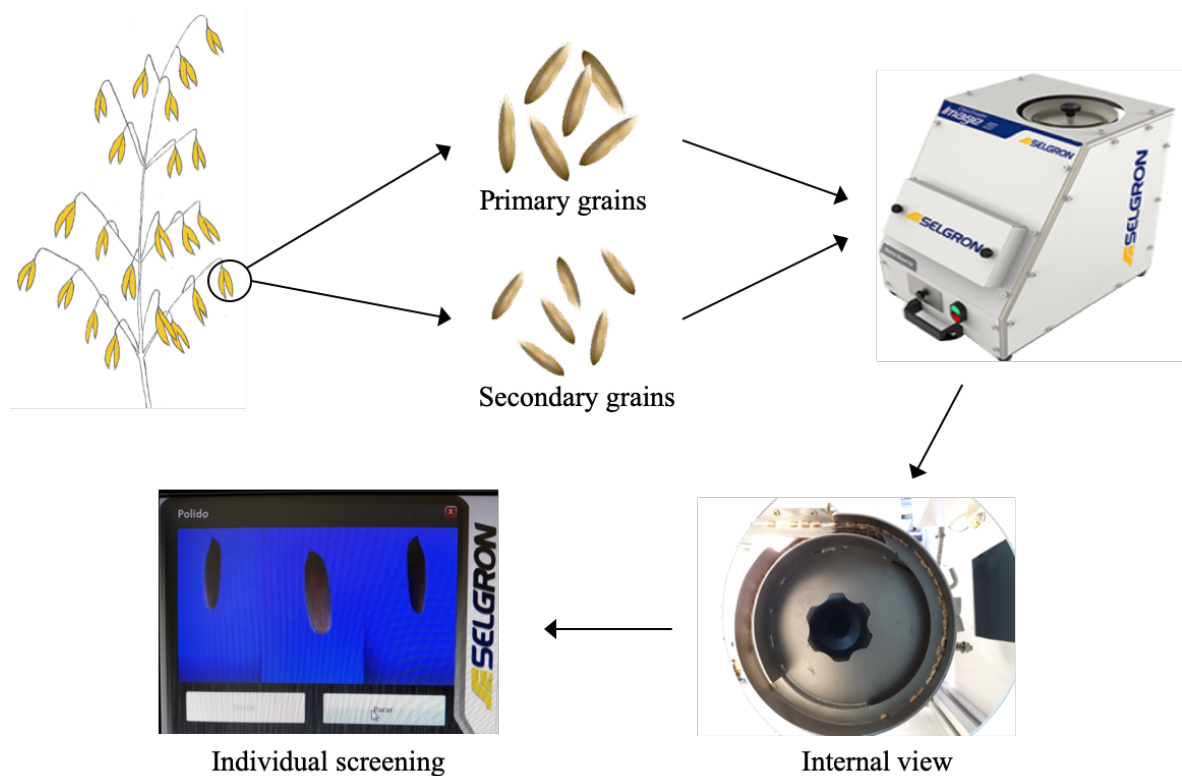 Primary grains
Secondary grains
Image
SELGRON
SELGRON
SELGRON
Polido
x
Parar
SELGRON
Individual screening
Internal view